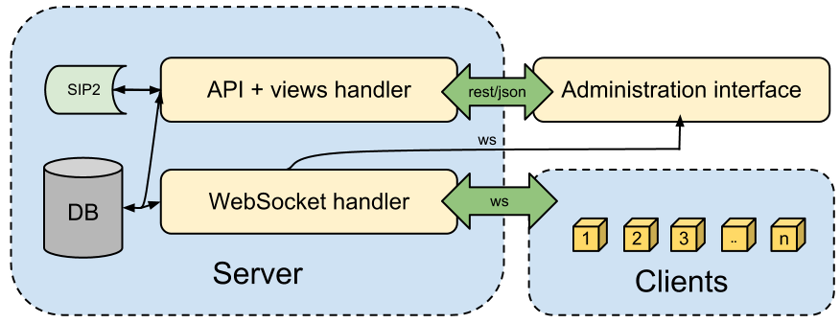 SIP2
API + views handler
rest/json
Administration interface
ws
DB
WebSocket handler
ws
1
2
3
..
n
Server
Clients